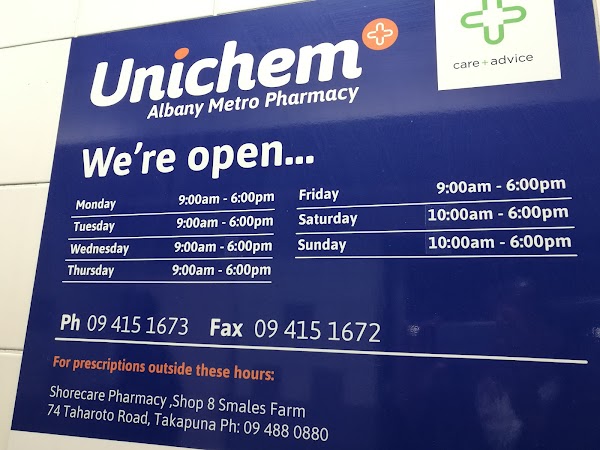 Unichem
Albany Metro Pharmacy
care+advice
We're open...
Monday 9:00am - 6:00pm
Tuesday 9:00am - 6:00pm
Wednesday 9:00am - 6:00pm
Thursday 9:00am - 6:00pm
Friday 9:00am - 6:00pm
Saturday 10:00am - 6:00pm
Sunday 10:00am - 6:00pm
Ph 09 415 1673 Fax 09 415 1672
For prescriptions outside these hours:
Shorecare Pharmacy ,Shop 8 Smales Farm
74 Taharoto Road, Takapuna Ph: 09 488 0880